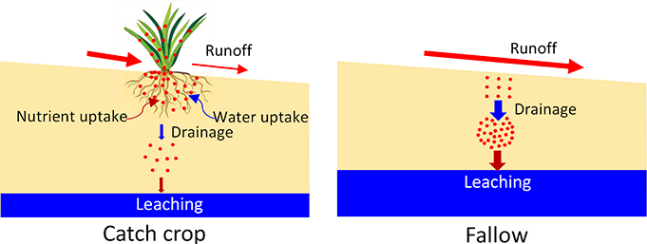 Runoff
Nutrient uptake
Water uptake
Drainage
Leaching
Catch crop
Runoff
Drainage
Leaching
Fallow